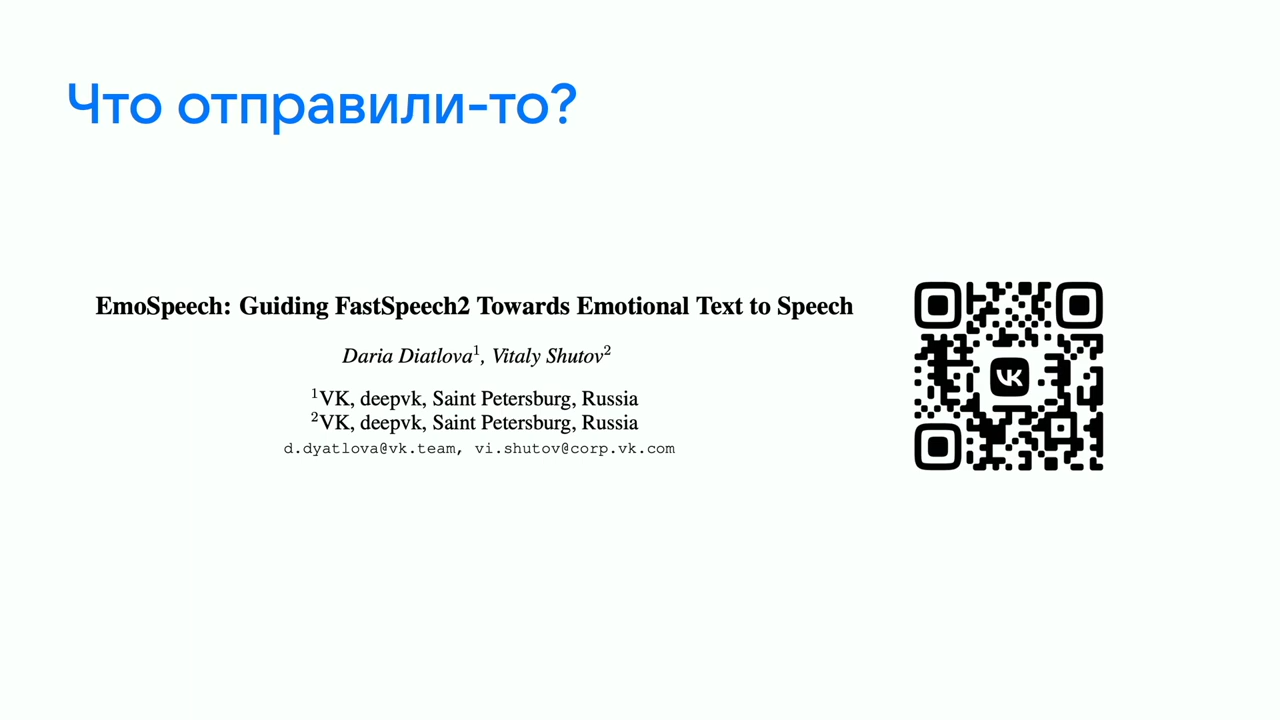 Что отправили-то?
EmoSpeech: Guiding FastSpeech2 Towards Emotional Text to Speech
Daria Diatlova¹, Vitaly Shutov²
¹VK, deepvk, Saint Petersburg, Russia
²VK, deepvk, Saint Petersburg, Russia
d.dyatlova@vk.team, vi.shutov@corp.vk.com